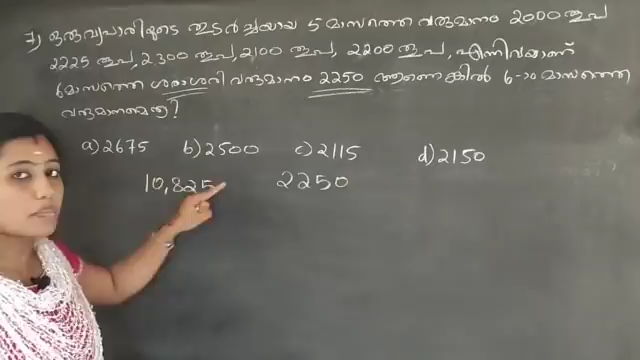 7) ഒരു വ്യാപാരിയുടെ തുടർച്ചയായ 5 മാസത്തെ വരുമാനം 2000 രൂപ
2225 രൂപ, 2300 രൂപ, 2100 രൂപ, 2200 രൂപ, എന്നിവയാണ്
6 മാസത്തെ ശരാശരി വരുമാനം 2250 ആണെങ്കിൽ 6-ാo മാസത്തെ
വരുമാനമെത്ര?
a) 2675 b) 2500 c) 2115 d) 2150
10,825 2250